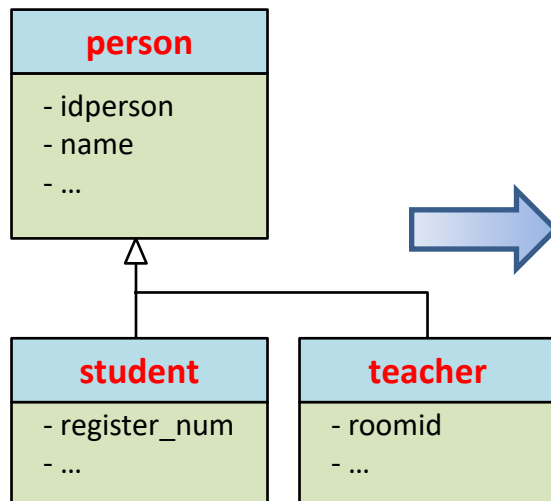 person
- idperson
- name
- ...
student
- register_num
- ...
teacher
- roomid
- ...